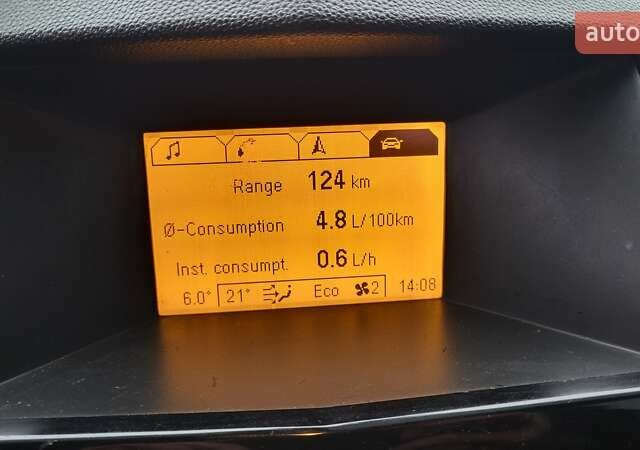 auto
Range 124 km
Ø-Consumption 4.8 L/100km
Inst. consumpt. 0.6 L/h
6.0° 21° Eco 2 14:08